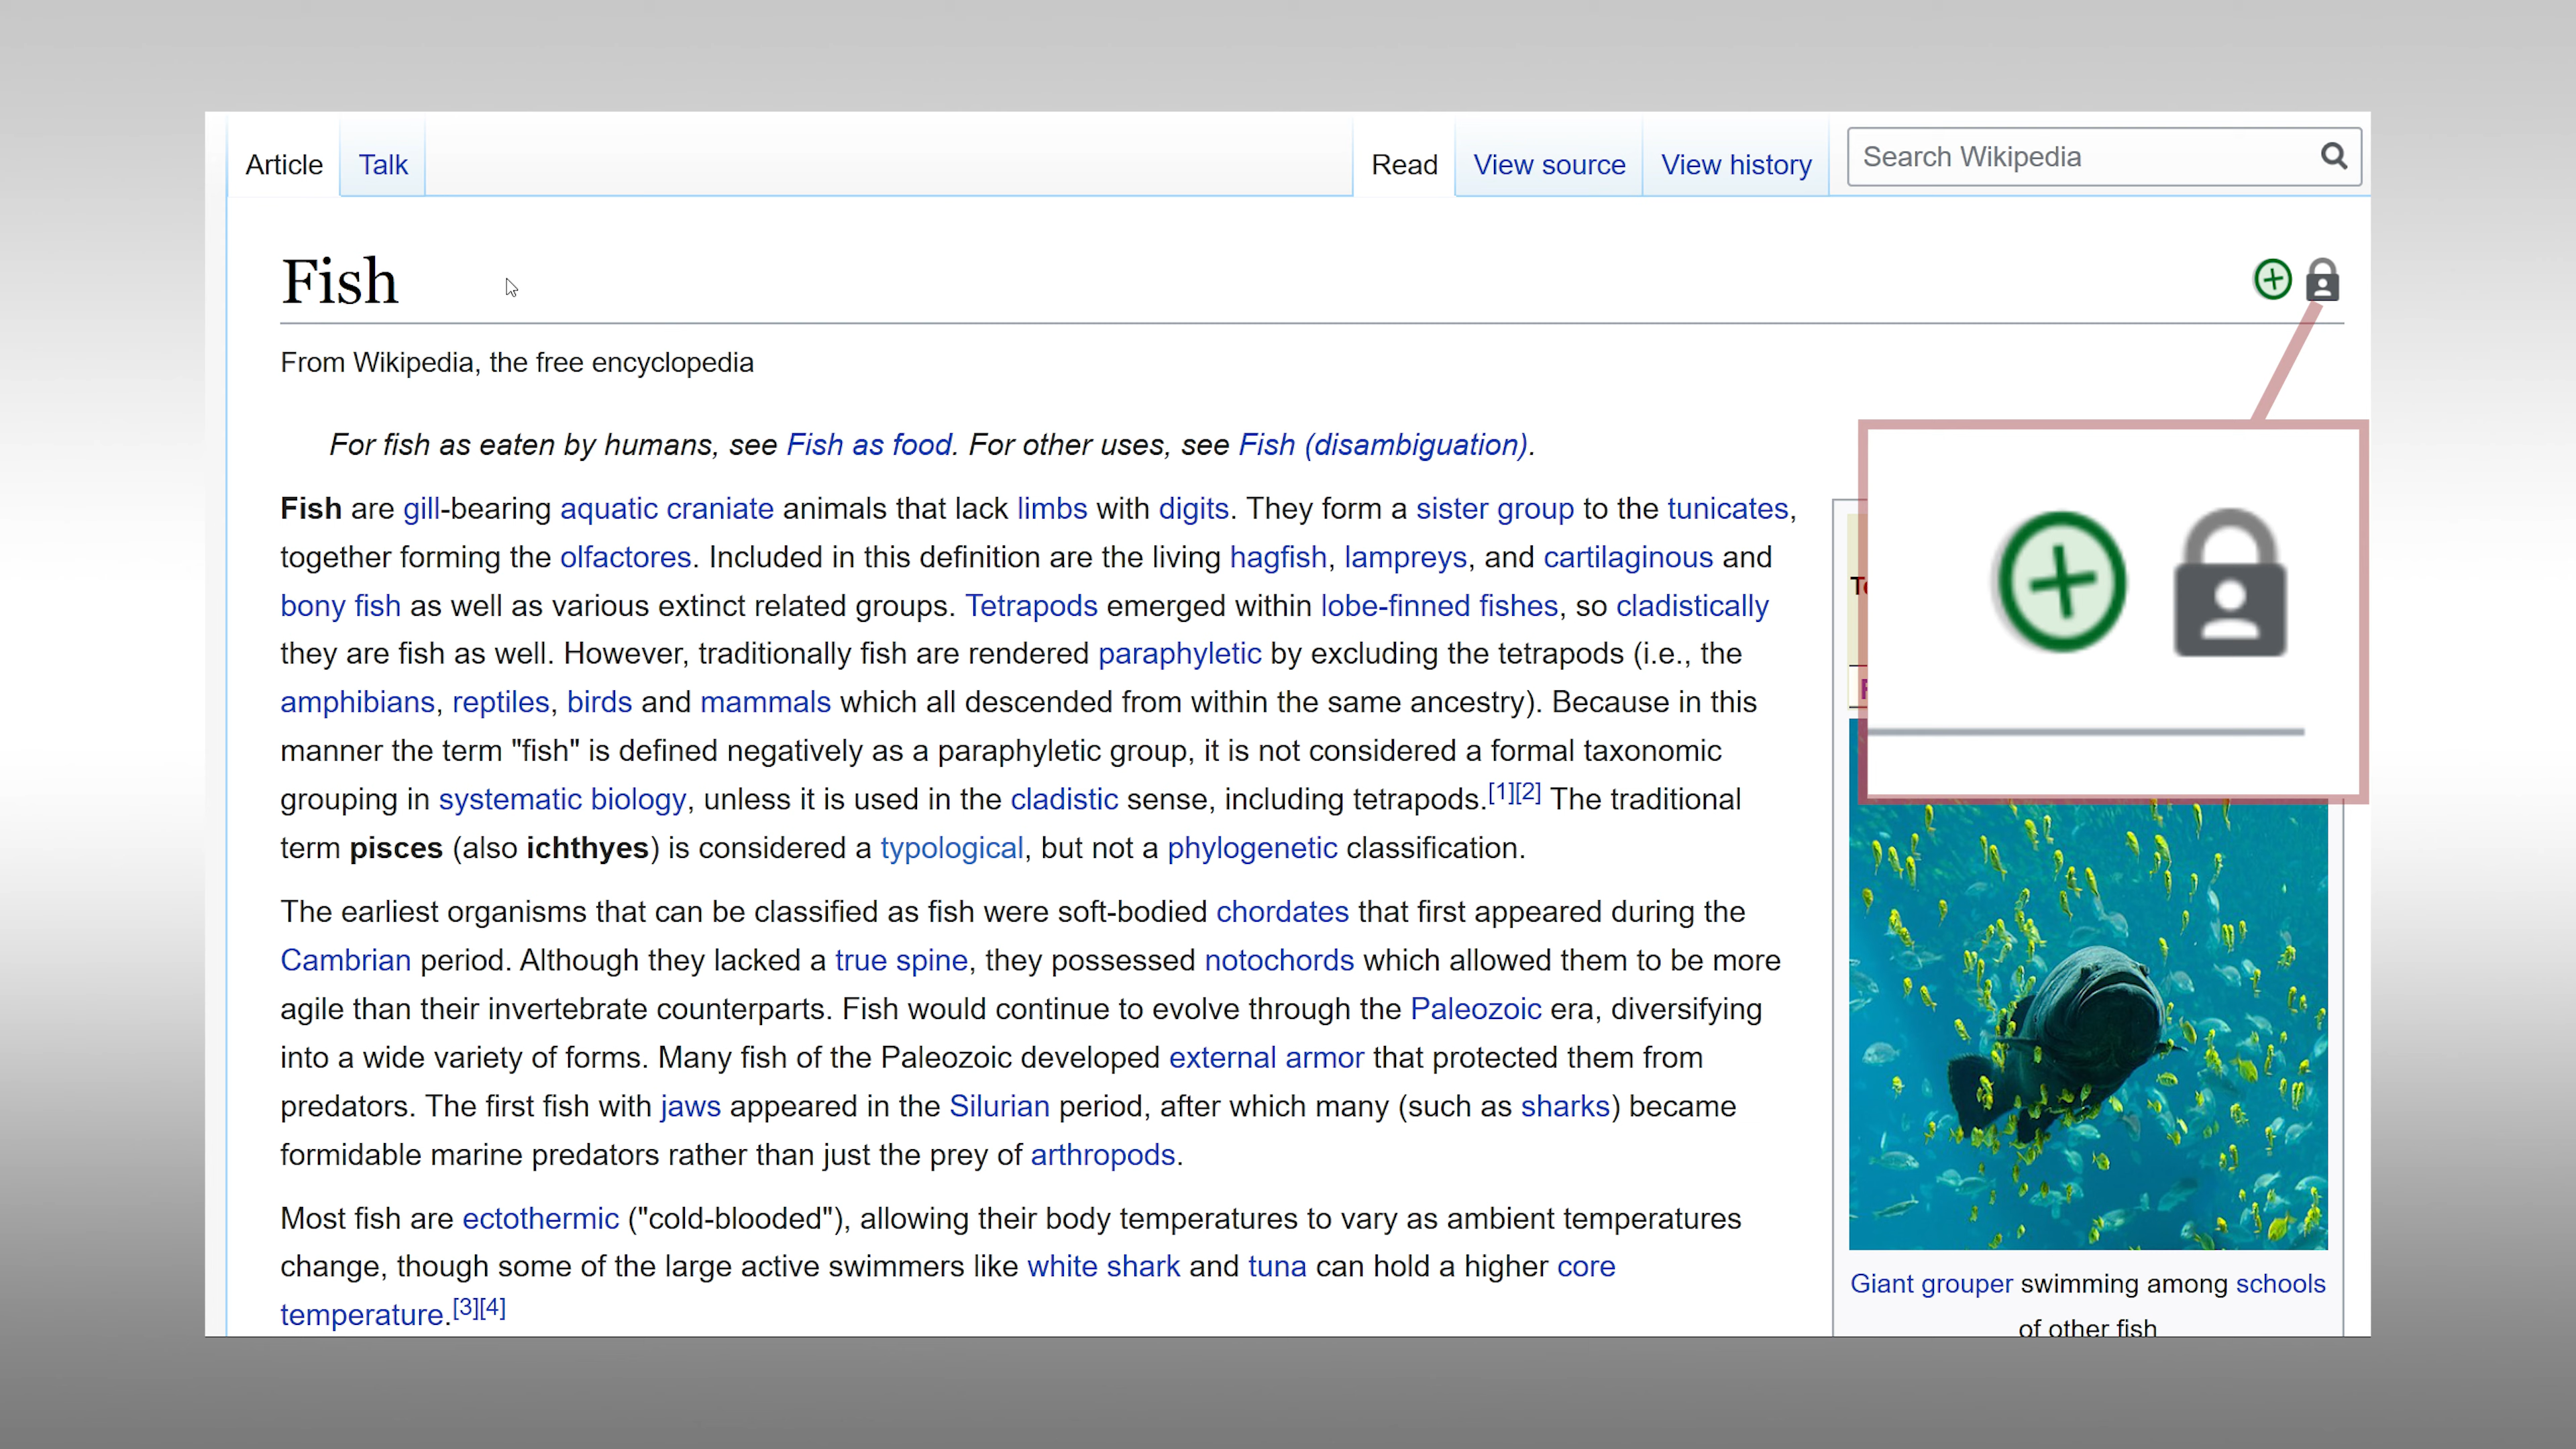 Article
Talk
Read
View source
View history
Search Wikipedia
Fish
From Wikipedia, the free encyclopedia
For fish as eaten by humans, see Fish as food. For other uses, see Fish (disambiguation).
Fish are gill-bearing aquatic craniate animals that lack limbs with digits. They form a sister group to the tunicates,
together forming the olfactores. Included in this definition are the living hagfish, lampreys, and cartilaginous and
bony fish as well as various extinct related groups. Tetrapods emerged within lobe-finned fishes, so cladistically
they are fish as well. However, traditionally fish are rendered paraphyletic by excluding the tetrapods (i.e., the
amphibians, reptiles, birds and mammals which all descended from within the same ancestry). Because in this
manner the term "fish" is defined negatively as a paraphyletic group, it is not considered a formal taxonomic
grouping in systematic biology, unless it is used in the cladistic sense, including tetrapods.[1][2] The traditional
term pisces (also ichthyes) is considered a typological, but not a phylogenetic classification.
The earliest organisms that can be classified as fish were soft-bodied chordates that first appeared during the
Cambrian period. Although they lacked a true spine, they possessed notochords which allowed them to be more
agile than their invertebrate counterparts. Fish would continue to evolve through the Paleozoic era, diversifying
into a wide variety of forms. Many fish of the Paleozoic developed external armor that protected them from
predators. The first fish with jaws appeared in the Silurian period, after which many (such as sharks) became
formidable marine predators rather than just the prey of arthropods.
Most fish are ectothermic ("cold-blooded"), allowing their body temperatures to vary as ambient temperatures
change, though some of the large active swimmers like white shark and tuna can hold a higher core
temperature.[3][4]
Giant grouper swimming among schools
of other fish